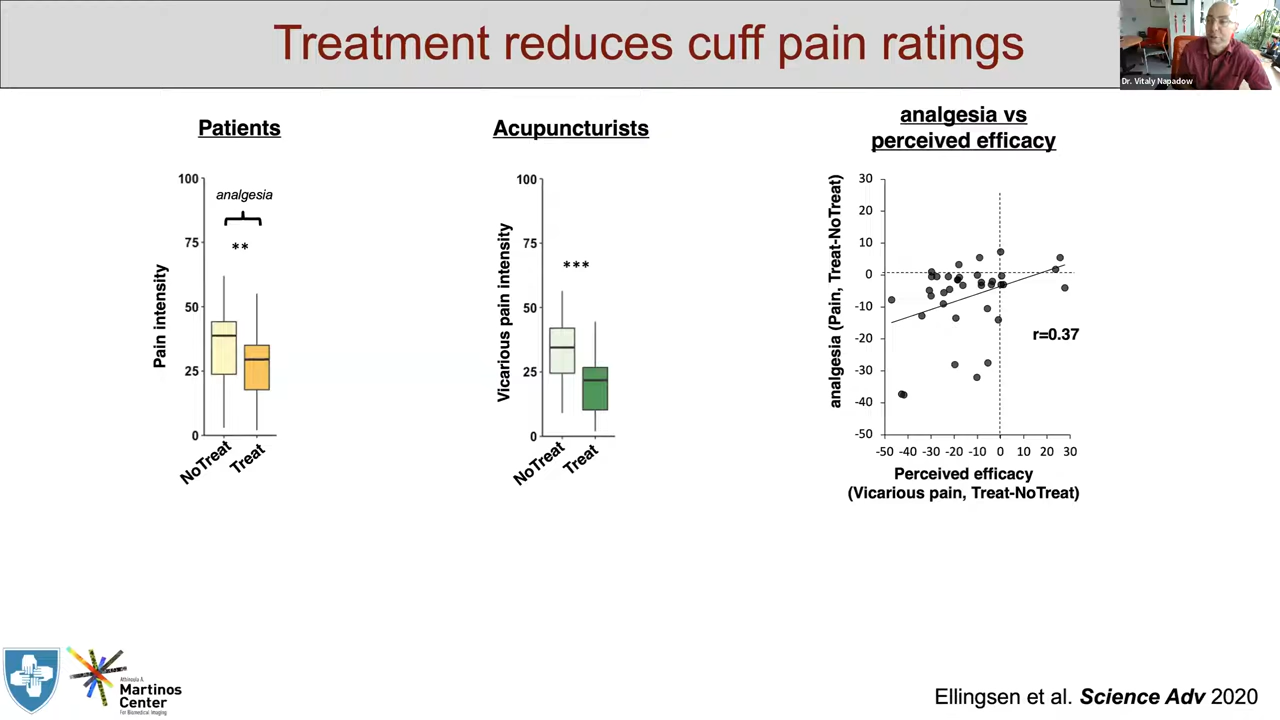 Treatment reduces cuff pain ratings
Dr. Vitaly Napadow
Patients
100
75
50
25
0
Pain intensity
analgesia
**
NoTreat
Treat
Acupuncturists
100
75
50
25
0
Vicarious pain intensity
***
NoTreat
Treat
analgesia vs
perceived efficacy
analgesia (Pain, Treat-NoTreat)
30
20
10
0
-10
-20
-30
-40
-50
r=0.37
-50 -40 -30 -20 -10 0 10 20 30
Perceived efficacy
(Vicarious pain, Treat-NoTreat)
Athinoula A.
Martinos
Center
For Biomedical Imaging
Ellingsen et al. Science Adv 2020